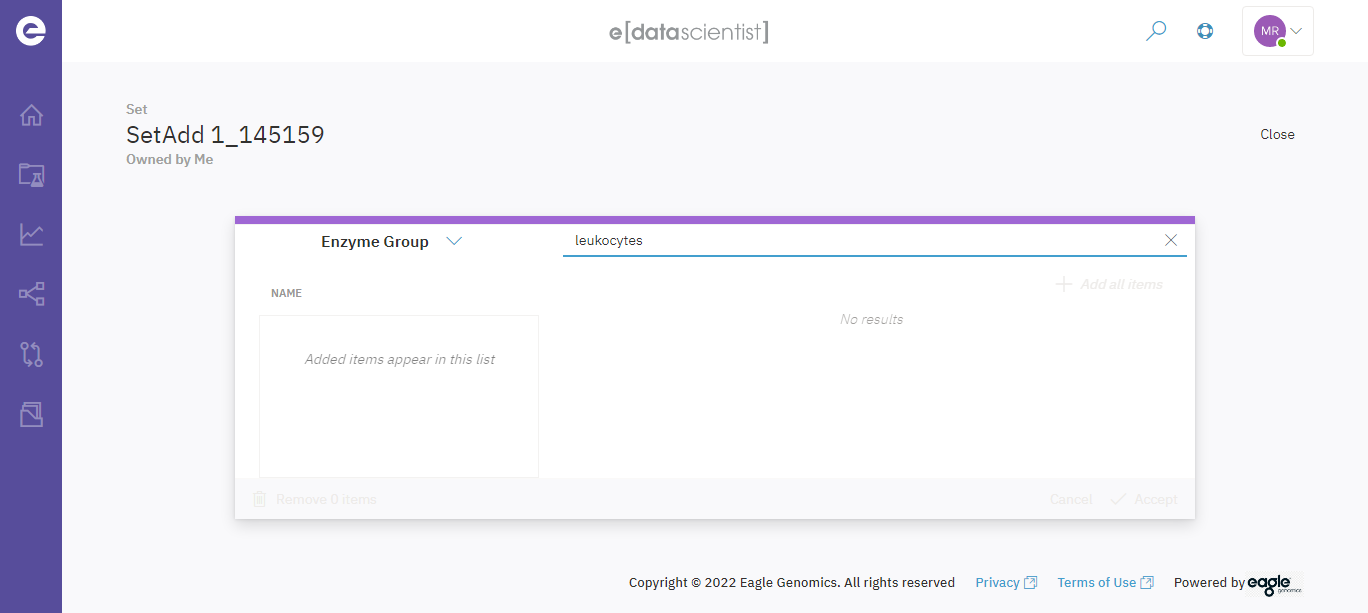 e[datascientist]
MR
Set
SetAdd 1_145159
Owned by Me
Close
Enzyme Group
leukocytes
Add all items
NAME
No results
Added items appear in this list
Remove 0 items
Cancel
Accept
Copyright © 2022 Eagle Genomics. All rights reserved
Privacy
Terms of Use
Powered by eagle genomics